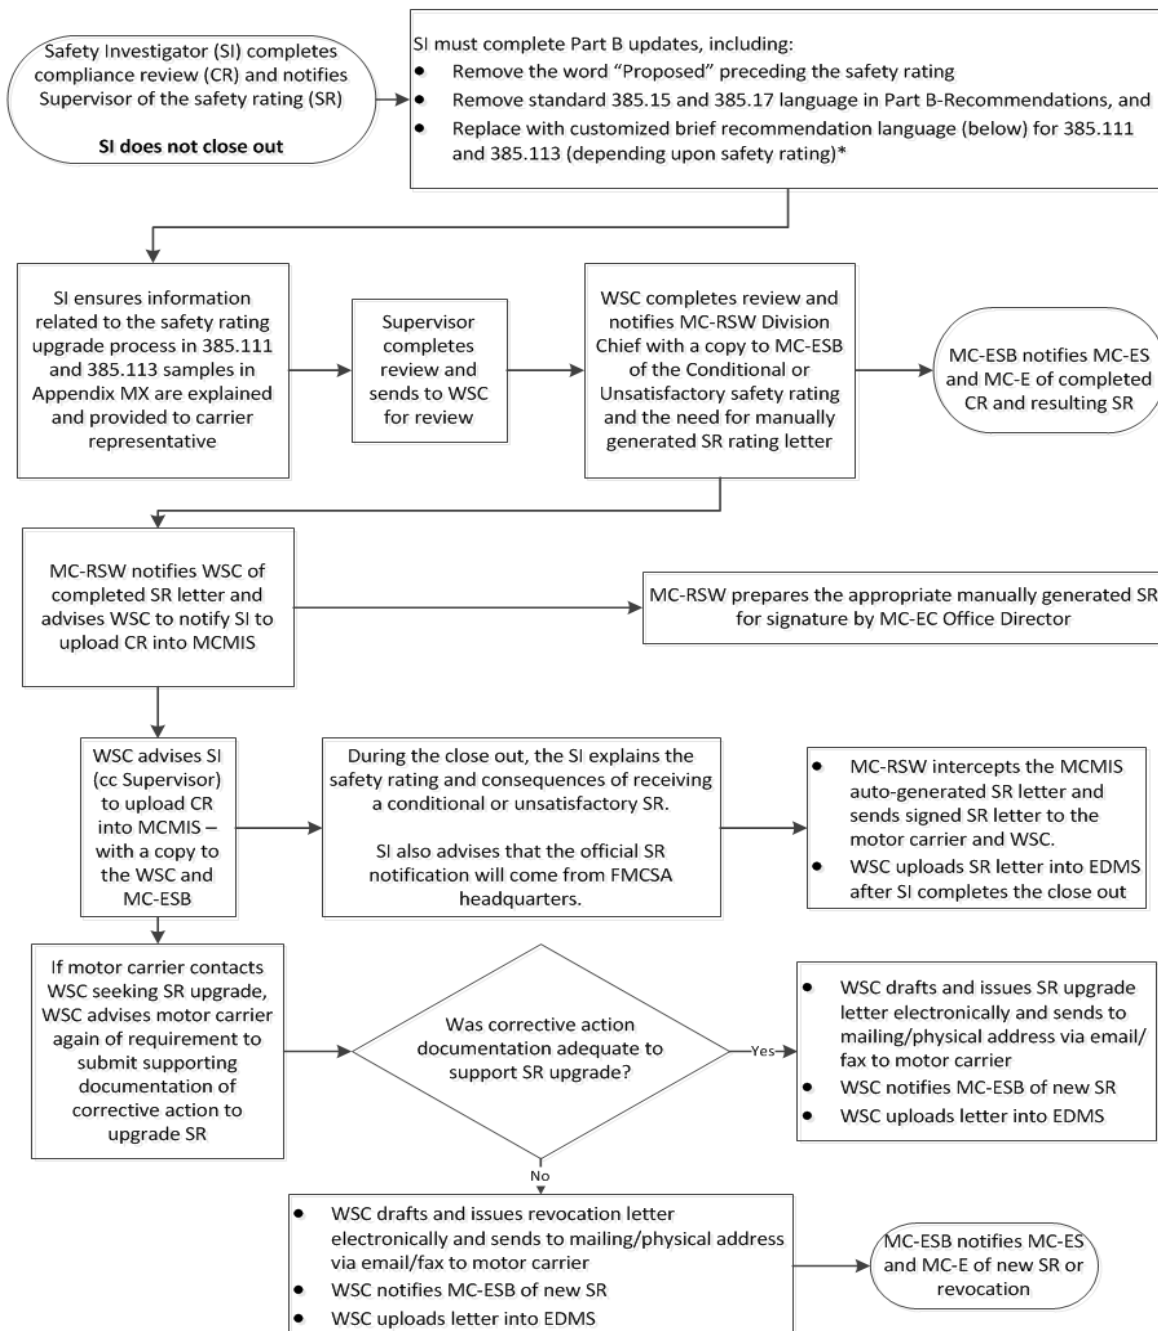 Safety Investigator (SI) completes
compliance review (CR) and notifies
Supervisor of the safety rating (SR)
SI does not close out
SI must complete Part B updates, including:
● Remove the word “Proposed” preceding the safety rating
● Remove standard 385.15 and 385.17 language in Part B-Recommendations, and
● Replace with customized brief recommendation language (below) for 385.111
and 385.113 (depending upon safety rating)*
SI ensures information
related to the safety rating
upgrade process in 385.111
and 385.113 samples in
Appendix MX are explained
and provided to carrier
representative
Supervisor
completes
review and
sends to WSC
for review
WSC completes review and
notifies MC-RSW Division
Chief with a copy to MC-ESB
of the Conditional or
Unsatisfactory safety rating
and the need for manually
generated SR rating letter
MC-ESB notifies MC-ES
and MC-E of completed
CR and resulting SR
MC-RSW notifies WSC of
completed SR letter and
advises WSC to notify SI to
upload CR into MCMIS
MC-RSW prepares the appropriate manually generated SR
for signature by MC-EC Office Director
WSC advises SI
(cc Supervisor)
to upload CR
into MCMIS –
with a copy to
the WSC and
MC-ESB
During the close out, the SI explains the
safety rating and consequences of receiving
a conditional or unsatisfactory SR.
SI also advises that the official SR
notification will come from FMCSA
headquarters.
● MC-RSW intercepts the MCMIS
auto-generated SR letter and
sends signed SR letter to the
motor carrier and WSC.
● WSC uploads SR letter into EDMS
after SI completes the close out
If motor carrier contacts
WSC seeking SR upgrade,
WSC advises motor carrier
again of requirement to
submit supporting
documentation of
corrective action to
upgrade SR
Was corrective action
documentation adequate to
support SR upgrade?
Yes
● WSC drafts and issues SR upgrade
letter electronically and sends to
mailing/physical address via email/
fax to motor carrier
● WSC notifies MC-ESB of new SR
● WSC uploads letter into EDMS
No
● WSC drafts and issues revocation letter
electronically and sends to mailing/physical address
via email/fax to motor carrier
● WSC notifies MC-ESB of new SR
● WSC uploads letter into EDMS
MC-ESB notifies MC-ES
and MC-E of new SR or
revocation